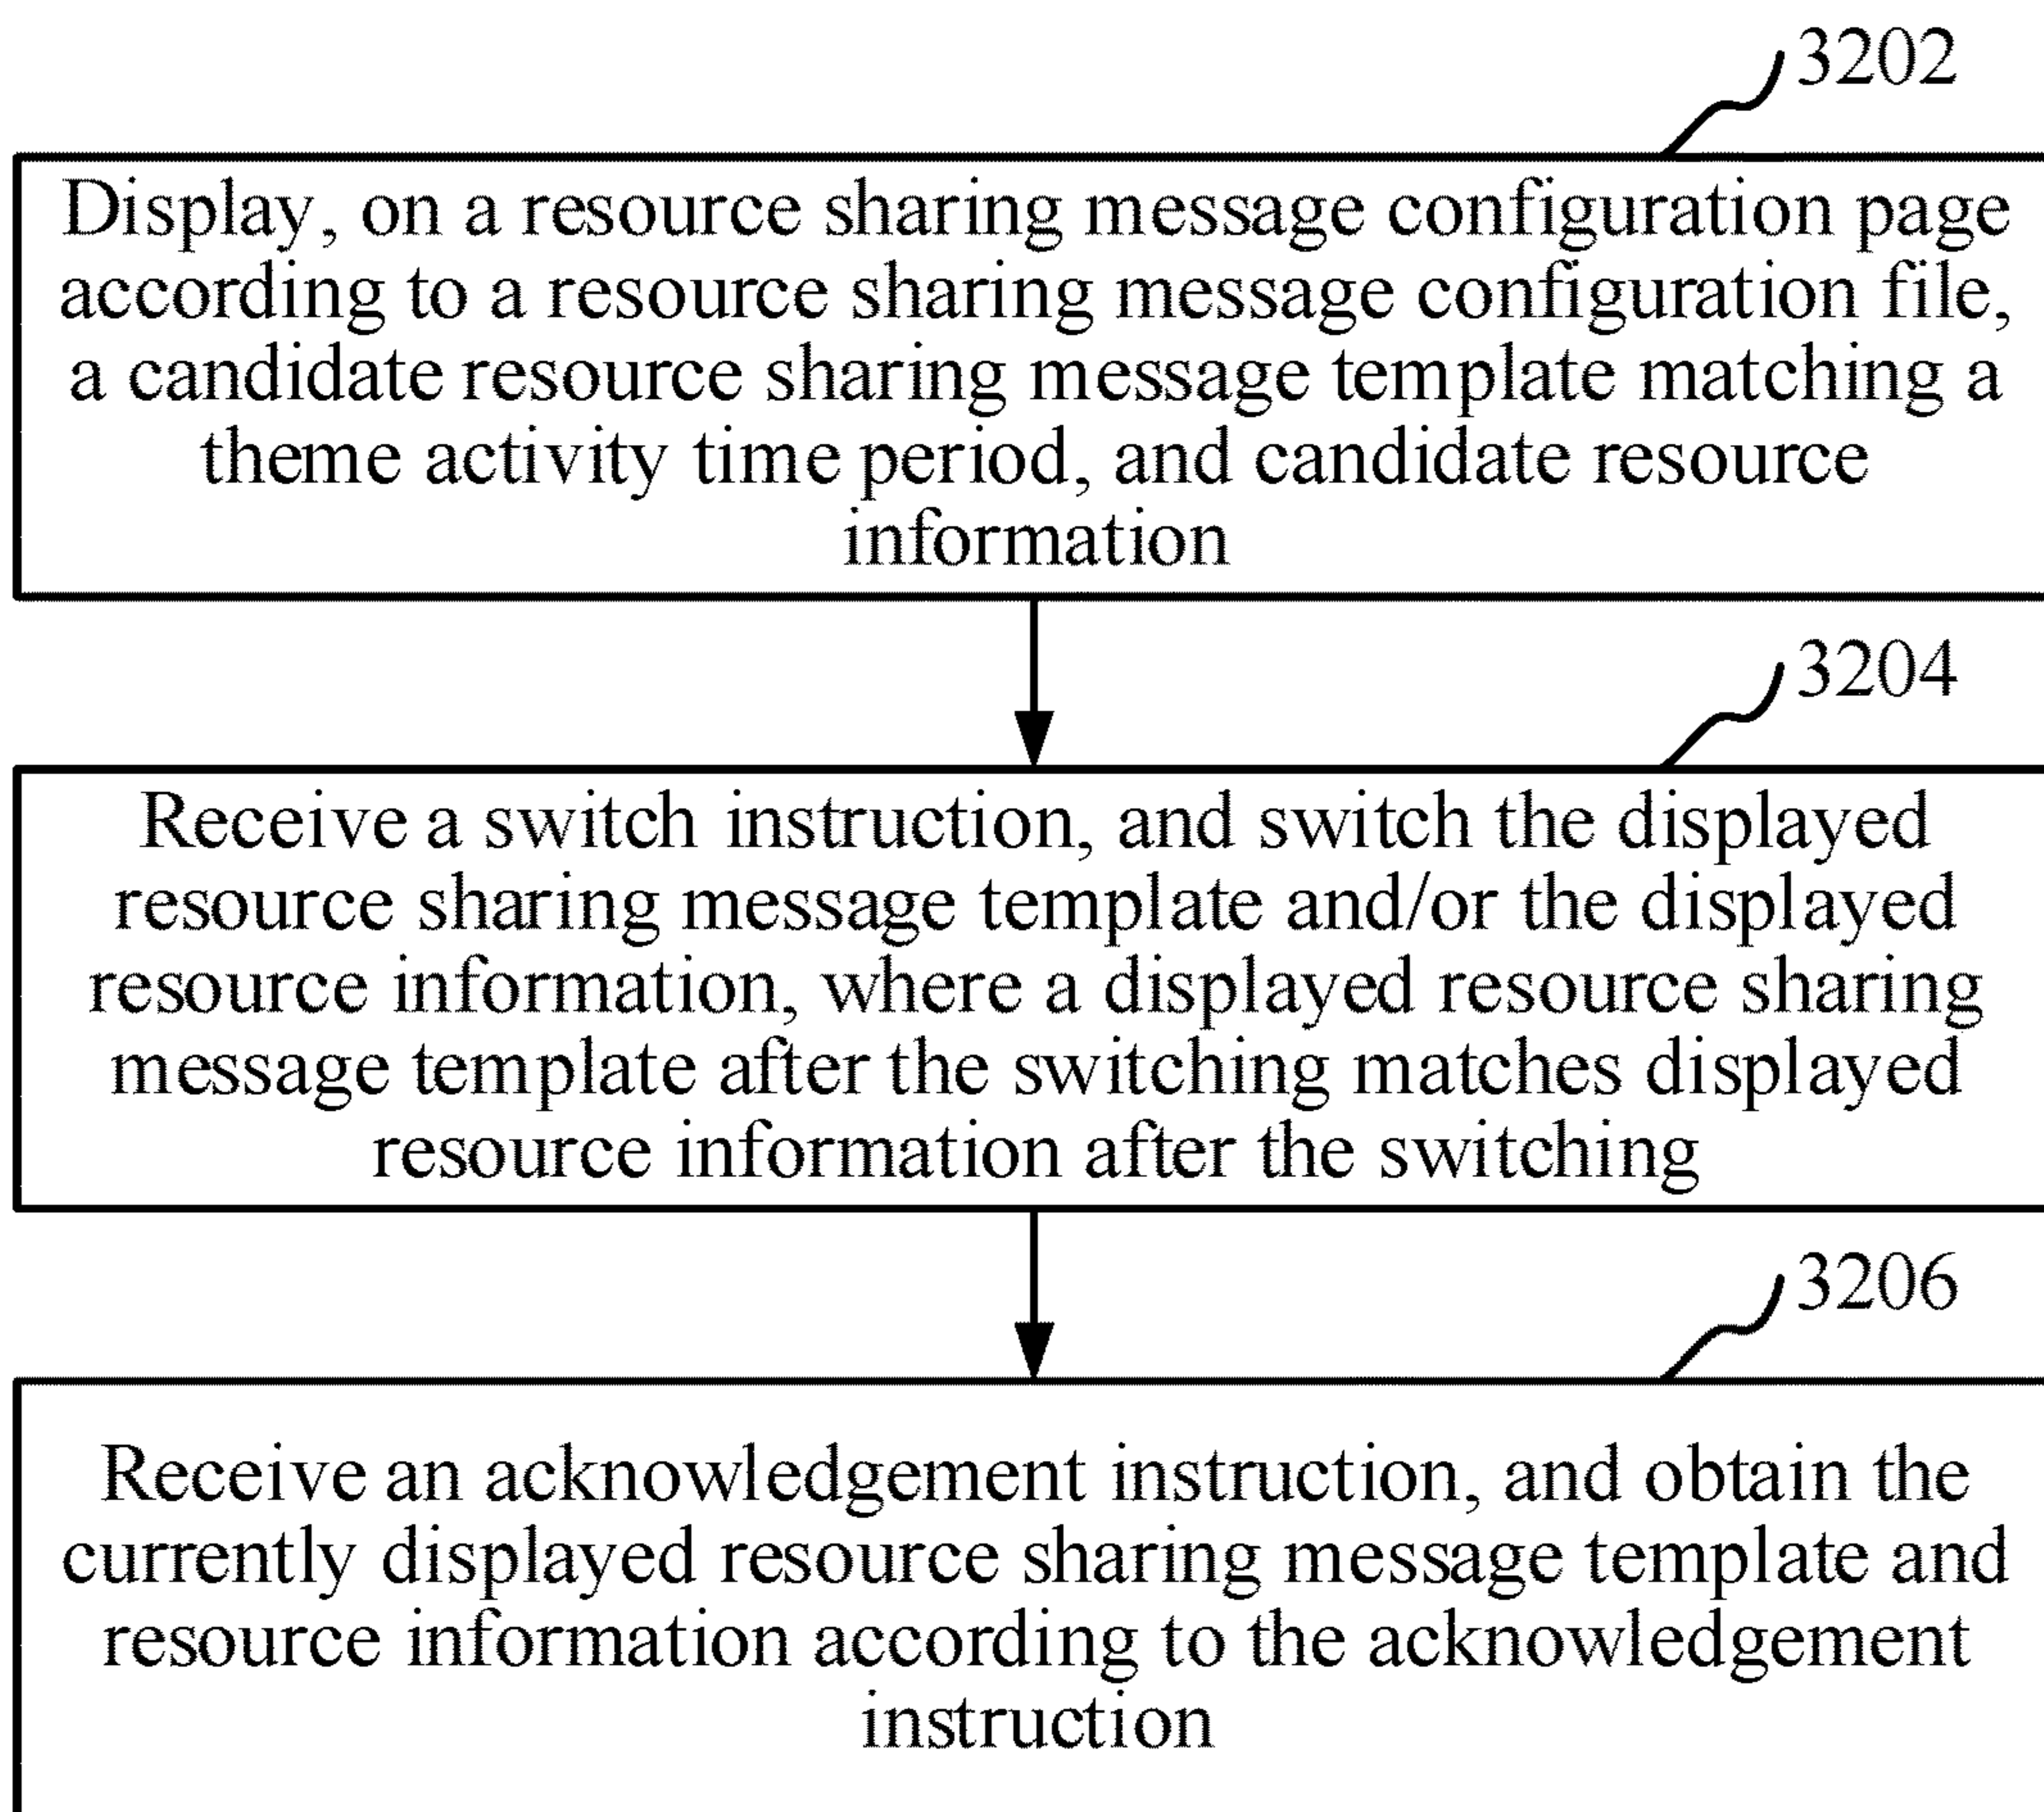 3202
Display, on a resource sharing message configuration page
according to a resource sharing message configuration file,
a candidate resource sharing message template matching a
theme activity time period, and candidate resource
information
3204
Receive a switch instruction, and switch the displayed
resource sharing message template and/or the displayed
resource information, where a displayed resource sharing
message template after the switching matches displayed
resource information after the switching
3206
Receive an acknowledgement instruction, and obtain the
currently displayed resource sharing message template and
resource information according to the acknowledgement
instruction